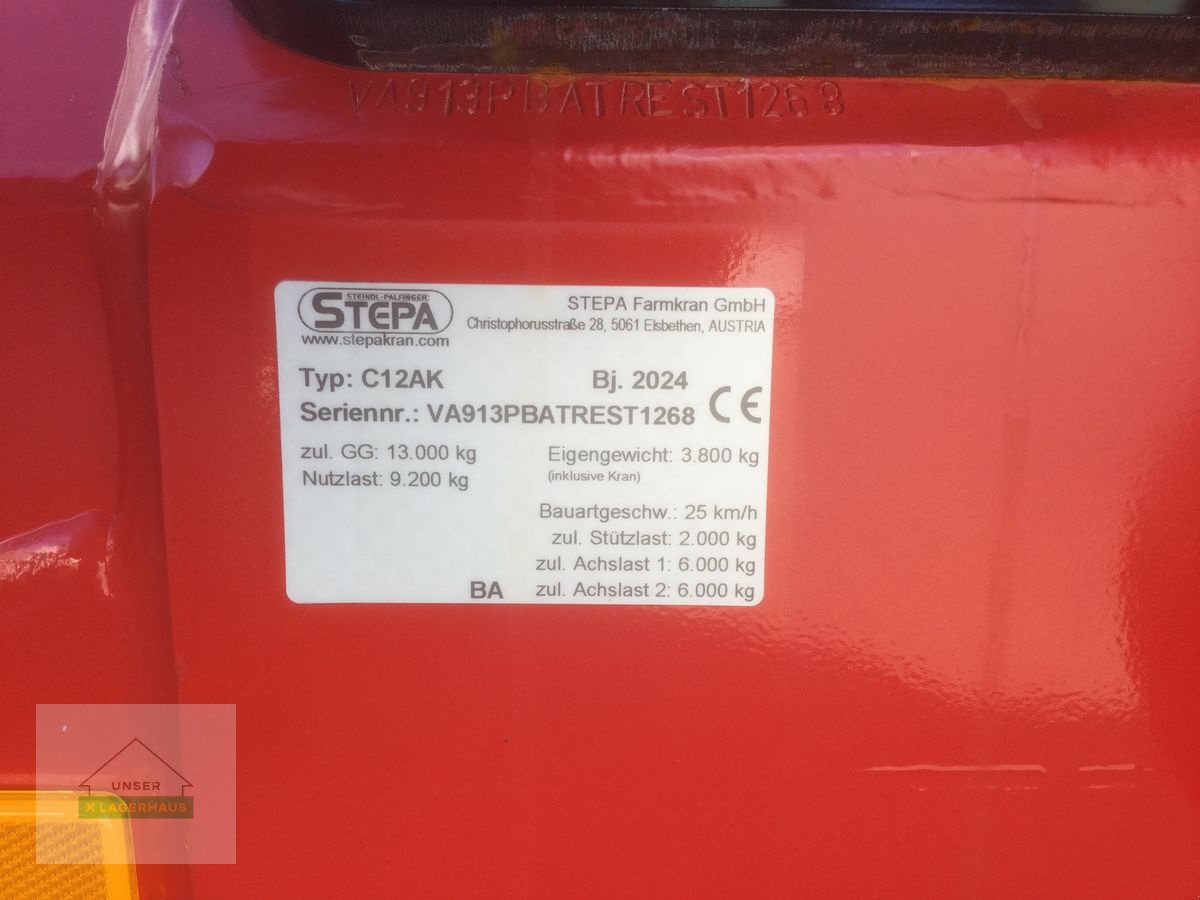 VA913PBATREST1268
STEINDL-PALFINGER
STEPA
www.stepakran.com
STEPA Farmkran GmbH
Christophorusstraße 28, 5061 Elsbethen, AUSTRIA
Typ: C12AK Bj. 2024
Seriennr.: VA913PBATREST1268 CE
zul. GG: 13.000 kg Eigengewicht: 3.800 kg
(inklusive Kran)
Nutzlast: 9.200 kg
Bauartgeschw.: 25 km/h
zul. Stützlast: 2.000 kg
zul. Achslast 1: 6.000 kg
BA zul. Achslast 2: 6.000 kg
UNSER
X LAGERHAUS